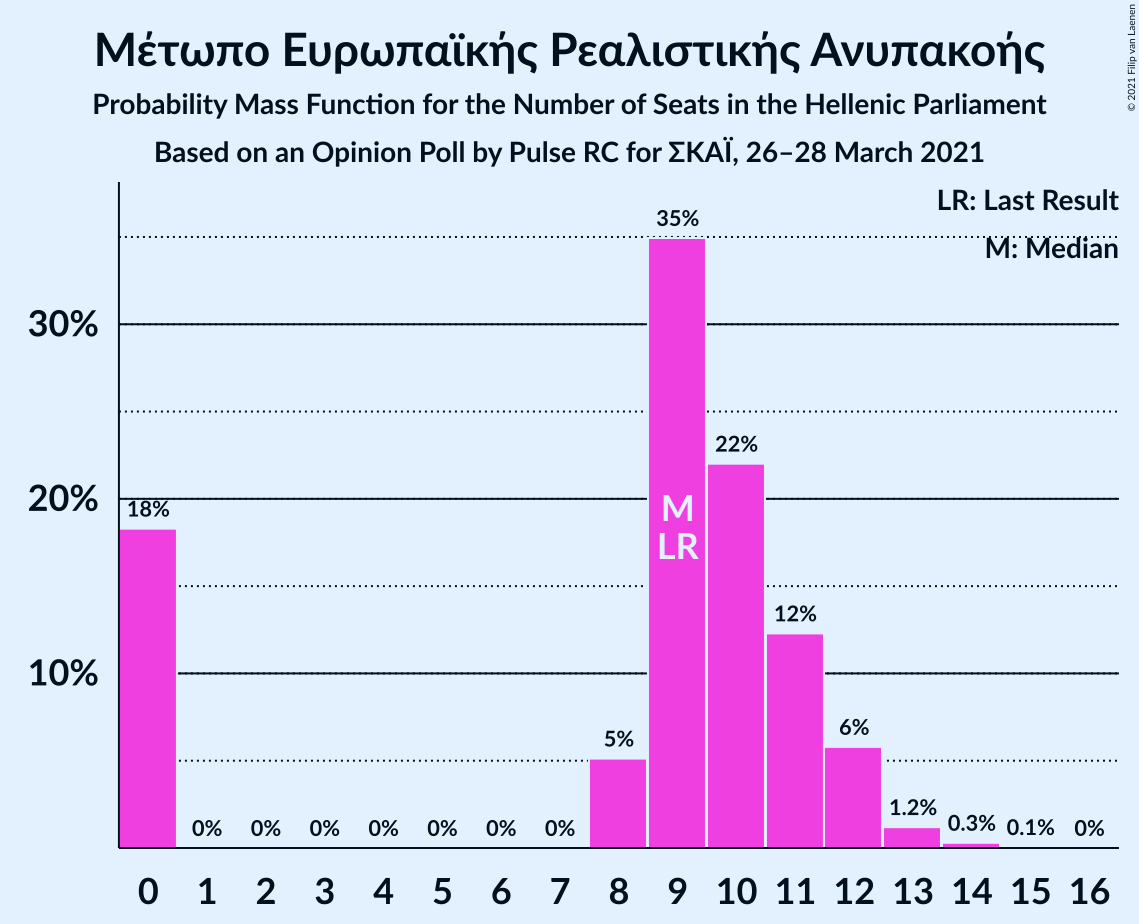 Μέτωπο Ευρωπαϊκής Ρεαλιστικής Ανυπακοής
Probability Mass Function for the Number of Seats in the Hellenic Parliament
Based on an Opinion Poll by Pulse RC for ΣΚΑΪ, 26–28 March 2021
© 2021 Filip van Laenen
LR: Last Result
M: Median
35%
30%
22%
20%
18%
M
LR
12%
10%
6%
5%
1.2%
0.3%
0.1%
0%
0% 0% 0% 0% 0% 0% 0%
0 1 2 3 4 5 6 7 8 9 10 11 12 13 14 15 16